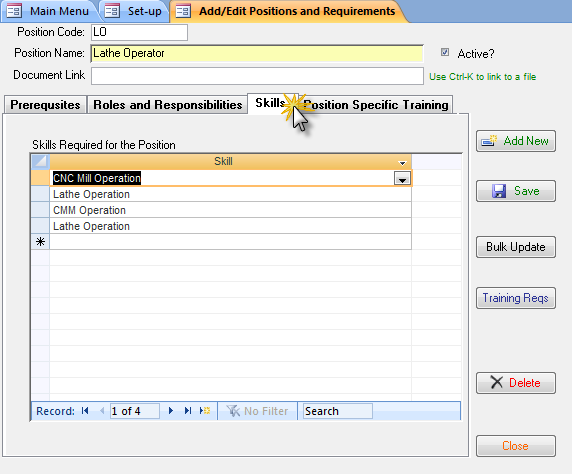 Main Menu Set-up Add/Edit Positions and Requirements
Position Code: LO
Position Name: Lathe Operator Active?
Document Link Use Ctrl-K to link to a file
Prerequsites Roles and Responsibilities Skills Position Specific Training
Skills Required for the Position
Skill
Add New
CNC Mill Operation
Lathe Operation
Save
CMM Operation
Lathe Operation
Bulk Update
Training Reqs
Delete
Record: 1 of 4 No Filter Search
Close